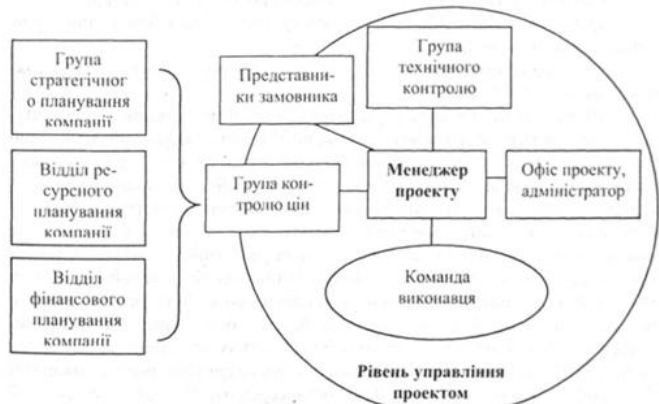 Група
стратегічног
о планування
компанії
Відділ ре-
сурсного
планування
компанії
Відділ
фінансового
планування
компанії
Представни-
ки замовника
Група
технічного
контролю
Група кон-
тролю цін
Менеджер
проекту
Офіс проекту,
адміністратор
Команда
виконавця
Рівень управління
проектом